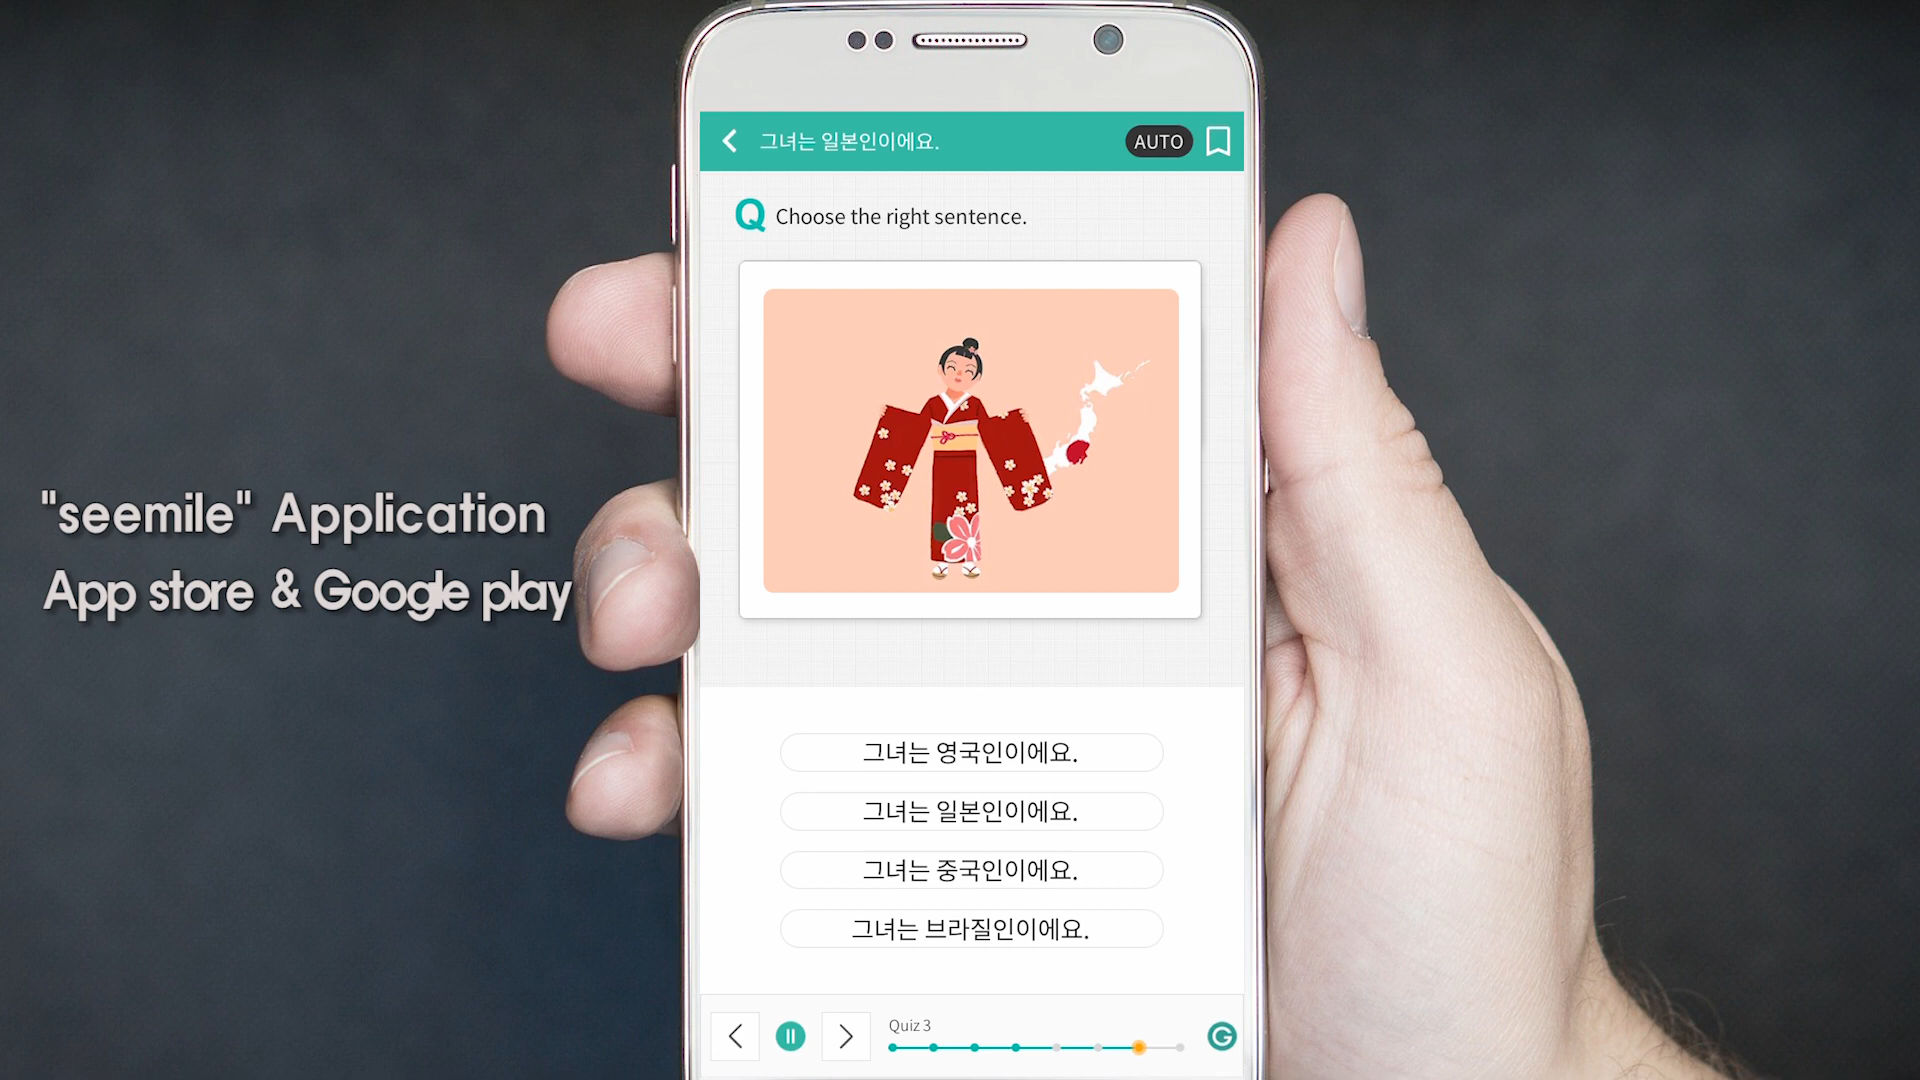 그녀는 일본인이에요.
AUTO
Q Choose the right sentence.
"seemile" Application
App store & Google play
그녀는 영국인이에요.
그녀는 일본인이에요.
그녀는 중국인이에요.
그녀는 브라질인이에요.
Quiz 3
G